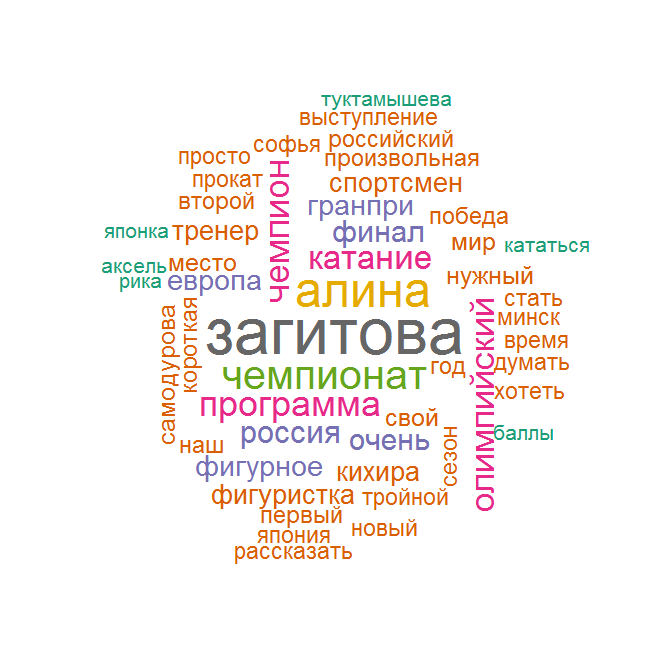 туктамышева
выступление
софья
российский
просто
произвольная
прокат
спортсмен
второй
чемпион
гранпри
победа
японка
тренер
финал
мир
кататься
аксель
место
катание
рика
европа
алина
нужный
стать
загитова
минск
самодурова
короткая
олимпийский
время
чемпионат
год
думать
программа
хотеть
свой
россия
очень
баллы
наш
сезон
фигурное
кихира
фигуристка
тройной
первый
новый
япония
рассказать